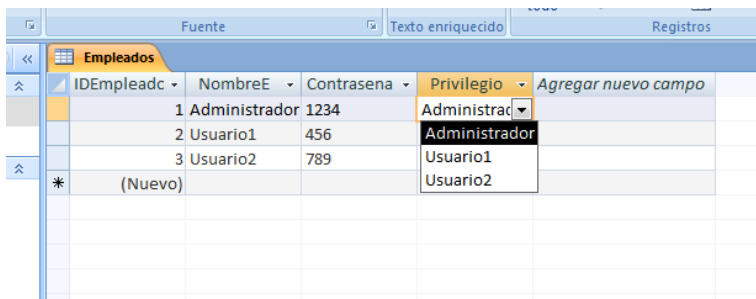 Fuente Texto enriquecido Registros
Empleados
IDEmpleadc NombreE Contrasena Privilegio Agregar nuevo campo
1 Administrador 1234 Administrac
2 Usuario1 456 Administrador
3 Usuario2 789 Usuario1
(Nuevo) Usuario2